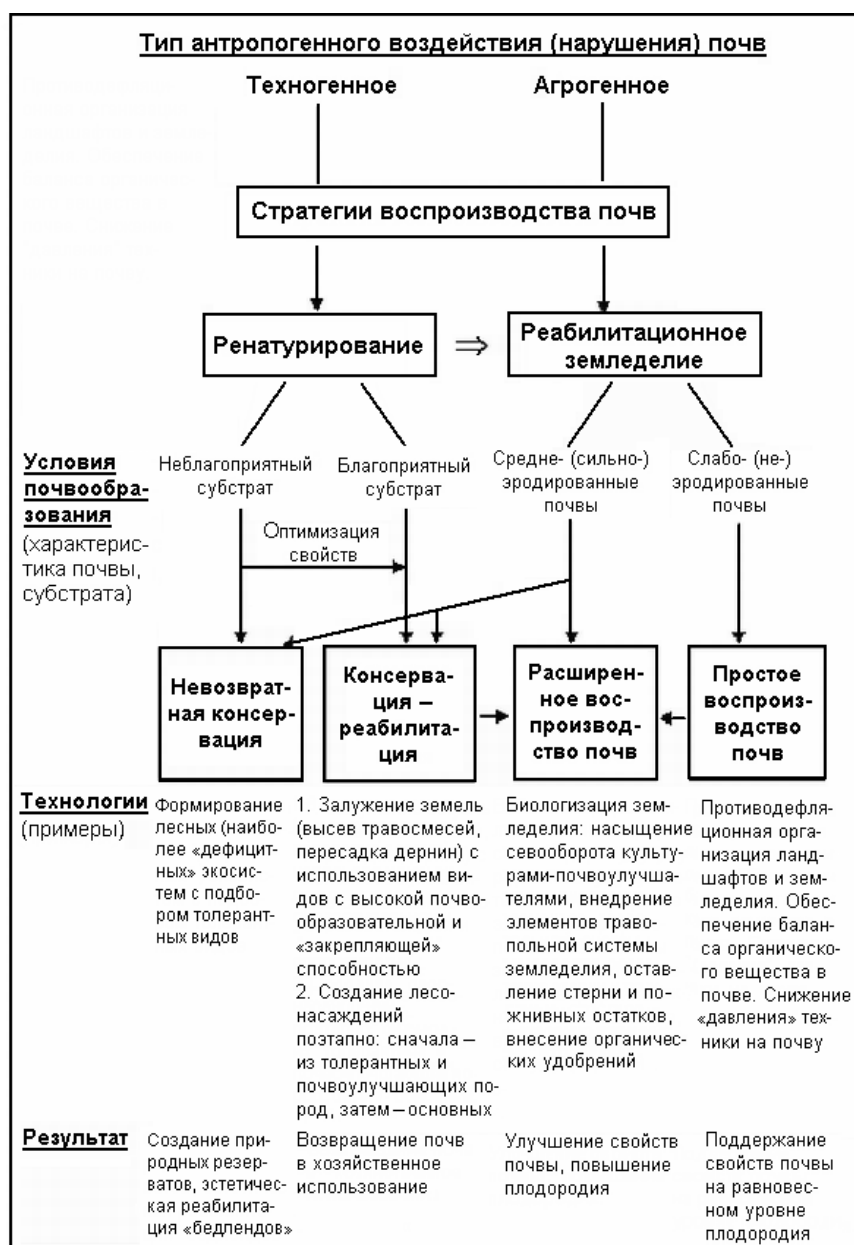 Тип антропогенного воздействия (нарушения) почв
Техногенное
Агрогенное
Стратегии воспроизводства почв
Ренатурирование
⇒
Реабилитационное
земледелие
Условия
почвообра-
зования
(характерис-
тика почвы,
субстрата)
Неблагоприятный
субстрат
Благоприятный
субстрат
Средне- (сильно-)
эродированные
почвы
Слабо- (не-)
эродированные
почвы
Оптимизация
свойств
Невозврат-
ная консер-
вация
Консерва-
ция –
реабилита-
ция
Расширен-
ное вос-
производ-
ство почв
Простое
воспроиз-
водство
почв
Технологии
(примеры)
Формирование
лесных (наибо-
лее «дефицит-
ных» экосис-
тем с подбо-
ром толерант-
ных видов
1. Залужение земель
(высев травосмесей,
пересадка дернин) с
использованием ви-
дов с высокой почво-
образовательной и
«закрепляющей»
способностью
2. Создание лесо-
насаждений
поэтапно: сначала –
из толерантных и
почвоулучшающих по-
род, затем – основных
Биологизация зем-
леделия: насыщение
севооборота культу-
рами-почвоулучша-
телями, внедрение
элементов траво-
польной системы
земледелия, остав-
ление стерни и по-
жнивных остатков,
внесение органичес-
ких удобрений
Противодефля-
ционная орга-
низация ланд-
шафтов и зем-
леделия. Обес-
печение балан-
са органическо-
го вещества в
почве. Снижение
«давления» тех-
ники на почву
Результат
Создание при-
родных резер-
ватов, эстетичес-
кая реабилита-
ция «бедлендов»
Возвращение почв
в хозяйственное
использование
Улучшение свойств
почвы, повышение
плодородия
Поддержание
свойств почвы
на равновес-
ном уровне
плодородия